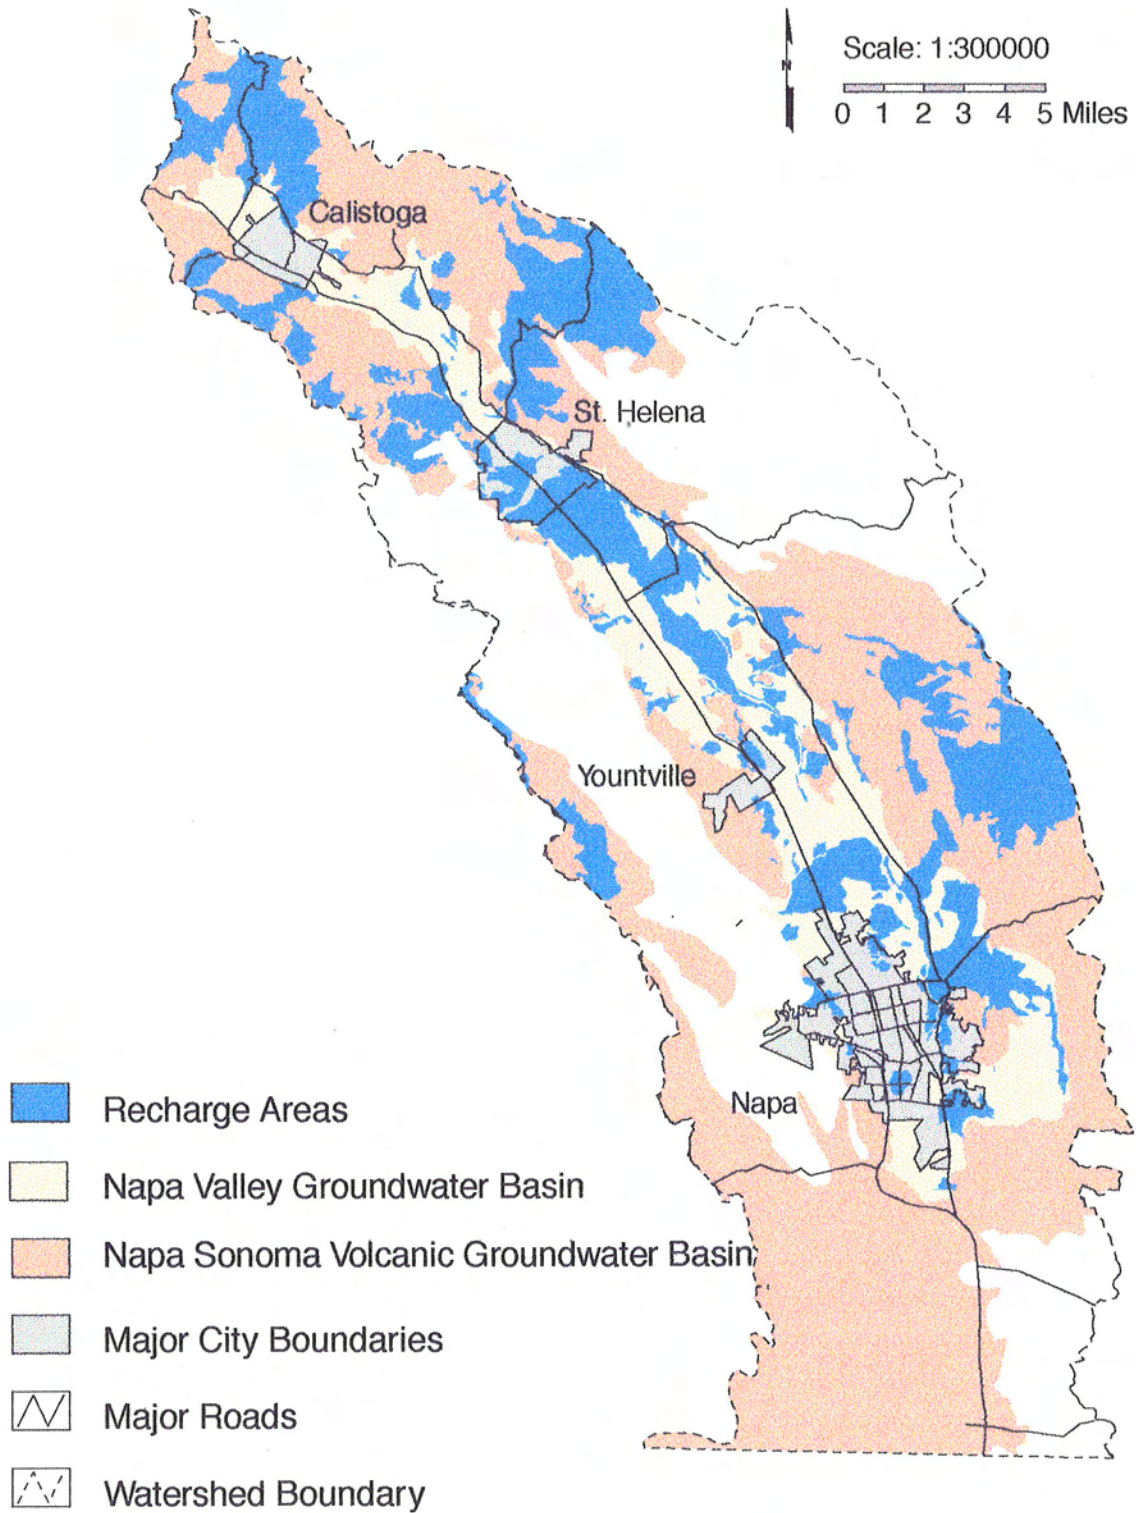 N
Scale: 1:300000
0 1 2 3 4 5 Miles
Calistoga
St. Helena
Yountville
Napa
Recharge Areas
Napa Valley Groundwater Basin
Napa Sonoma Volcanic Groundwater Basin
Major City Boundaries
Major Roads
Watershed Boundary